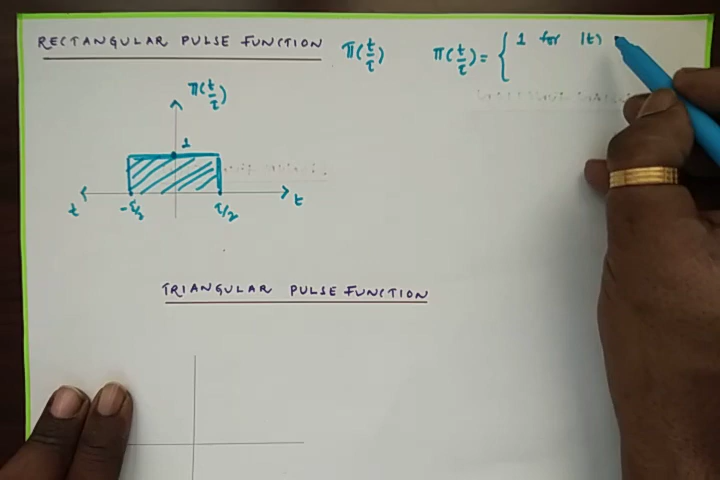 RECTANGULAR PULSE FUNCTION π(t/τ) π(t/τ) = { 1 for |t|
π(t/τ)
1
t -τ/2 τ/2 t
TRIANGULAR PULSE FUNCTION